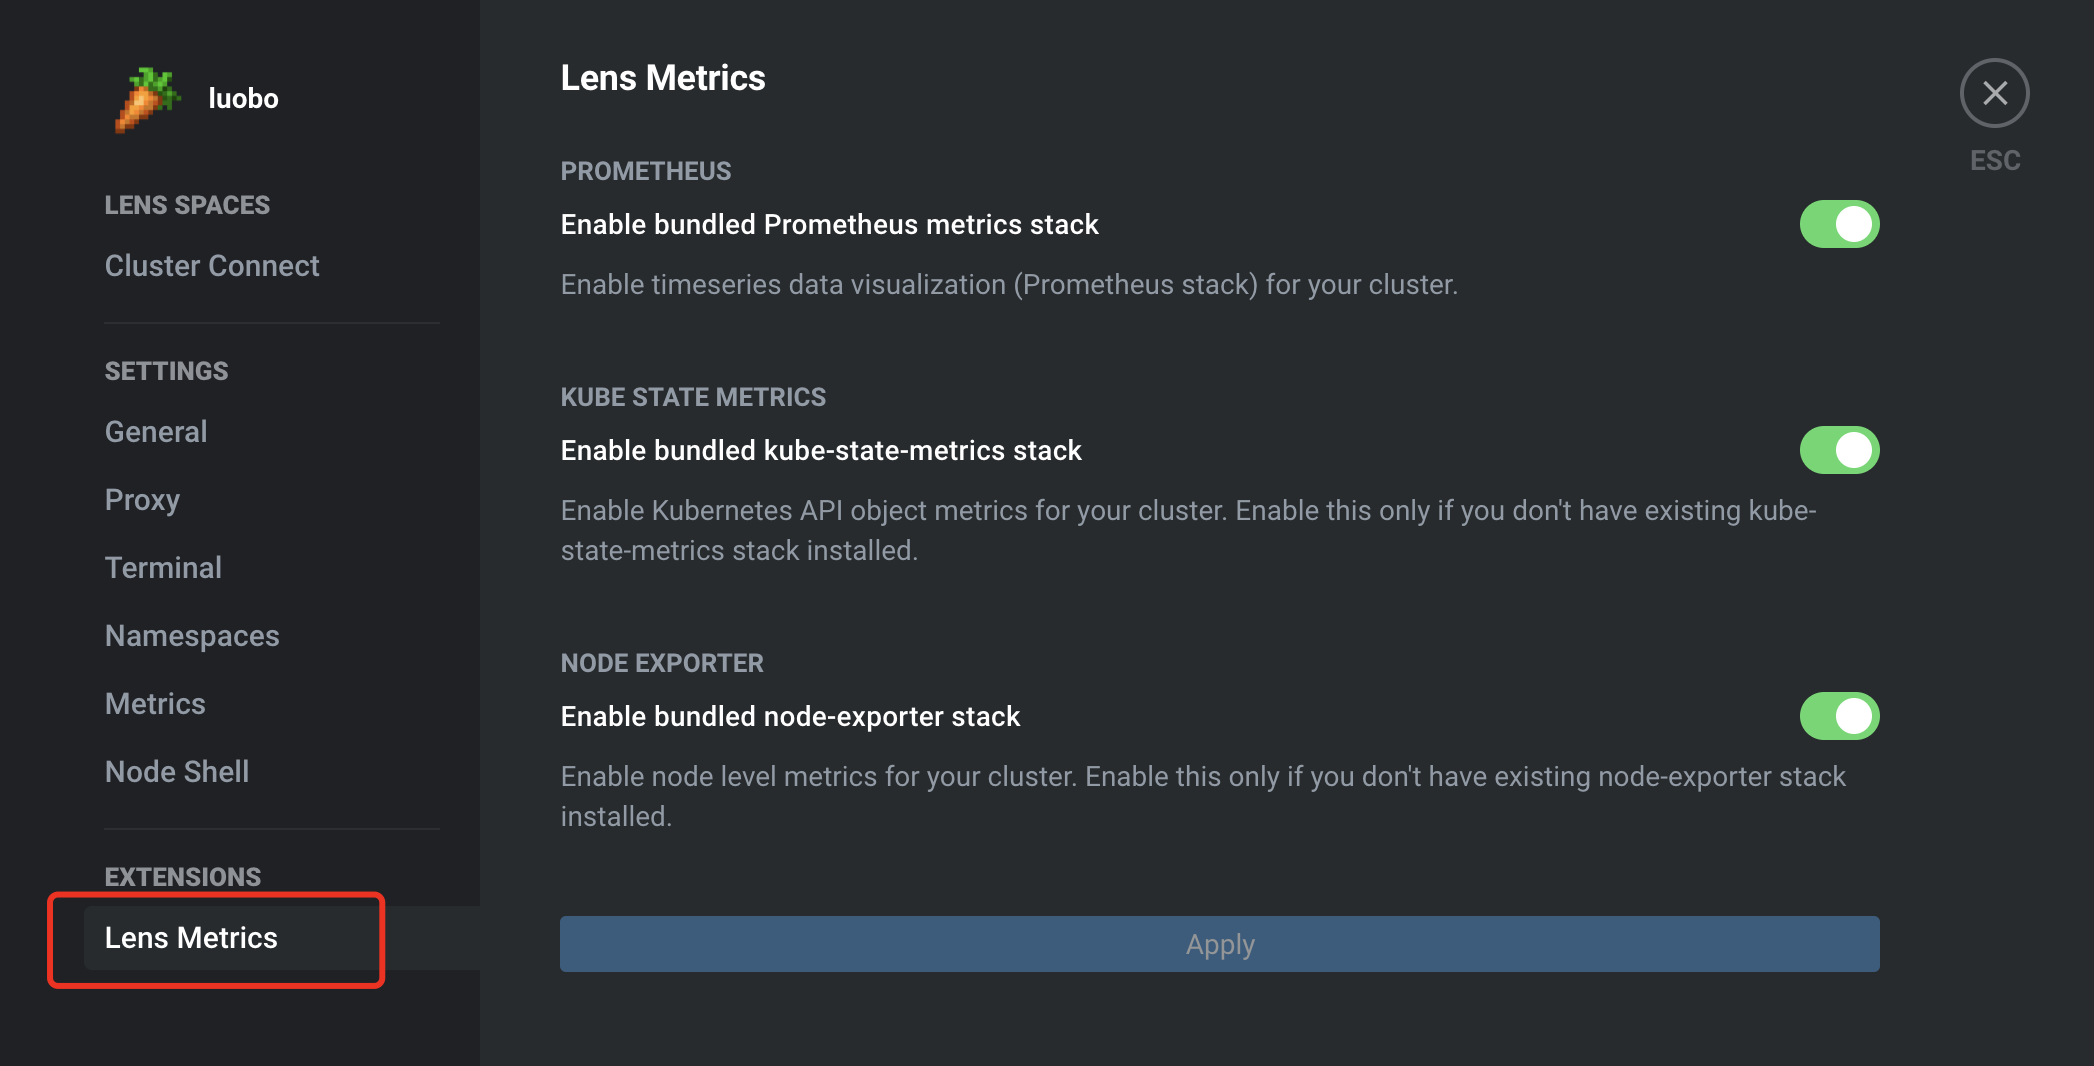 luobo
LENS SPACES
Cluster Connect
SETTINGS
General
Proxy
Terminal
Namespaces
Metrics
Node Shell
EXTENSIONS
Lens Metrics
Lens Metrics
ESC
PROMETHEUS
Enable bundled Prometheus metrics stack
Enable timeseries data visualization (Prometheus stack) for your cluster.
KUBE STATE METRICS
Enable bundled kube-state-metrics stack
Enable Kubernetes API object metrics for your cluster. Enable this only if you don't have existing kube-
state-metrics stack installed.
NODE EXPORTER
Enable bundled node-exporter stack
Enable node level metrics for your cluster. Enable this only if you don't have existing node-exporter stack
installed.
Apply